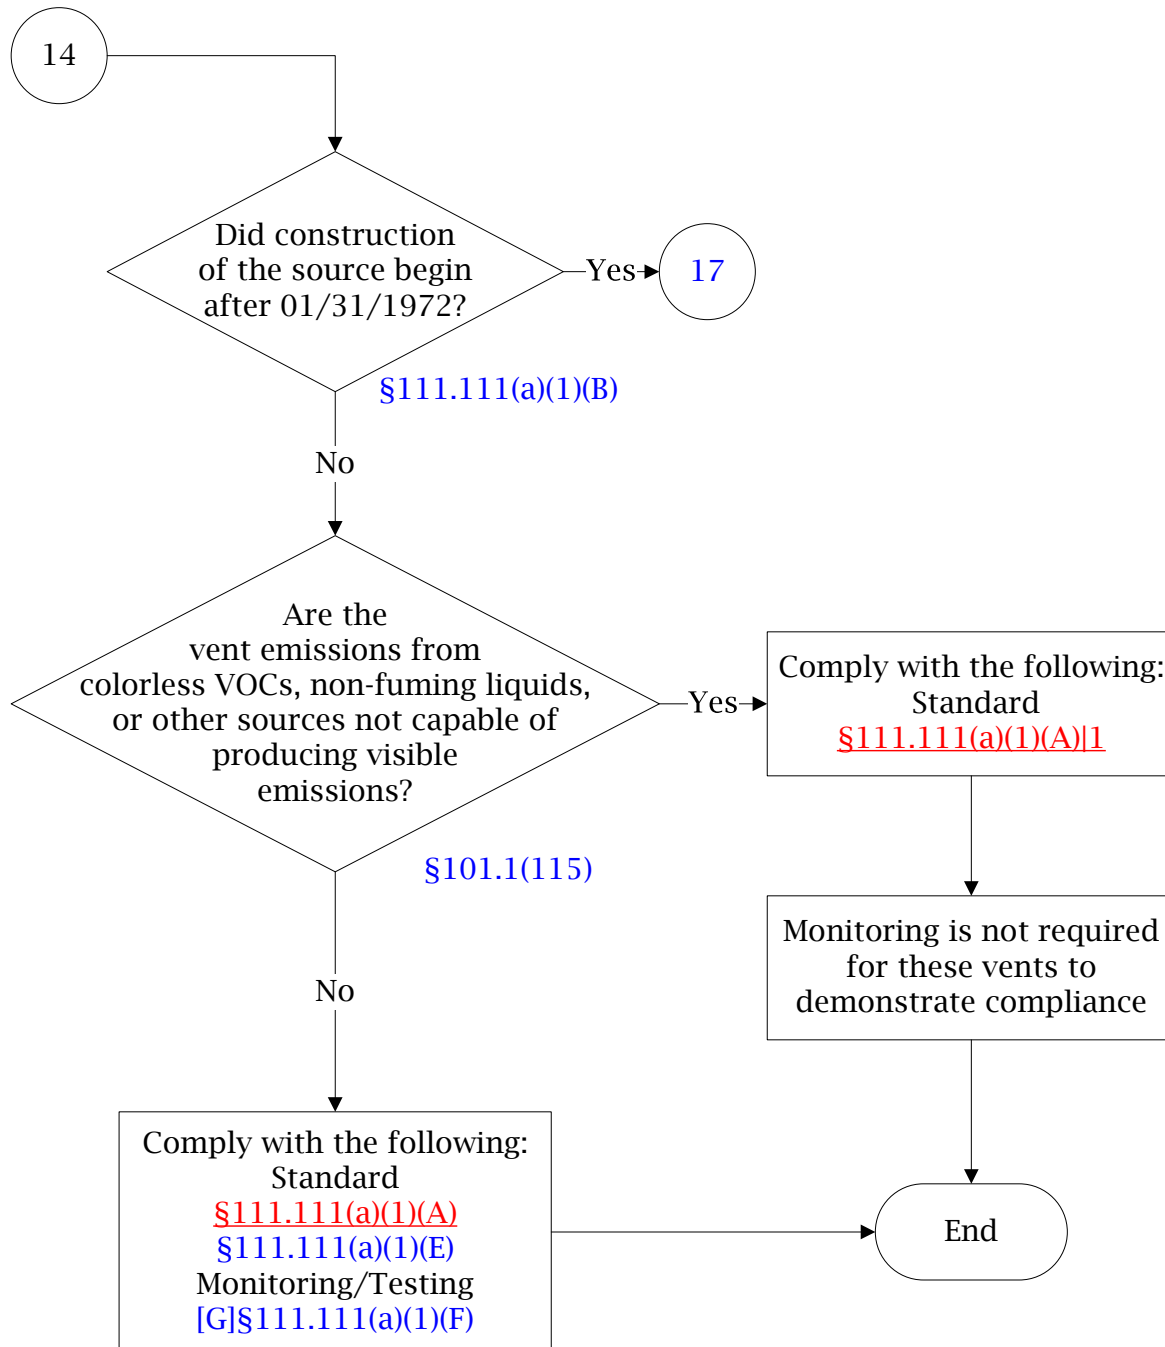 14
Did construction
of the source begin
after 01/31/1972?
Yes
17
§111.111(a)(1)(B)
No
Are the
vent emissions from
colorless VOCs, non-fuming liquids,
or other sources not capable of
producing visible
emissions?
Yes
Comply with the following:
Standard
§111.111(a)(1)(A)|1
§101.1(115)
Monitoring is not required
for these vents to
demonstrate compliance
No
Comply with the following:
Standard
§111.111(a)(1)(A)
§111.111(a)(1)(E)
Monitoring/Testing
[G]§111.111(a)(1)(F)
End